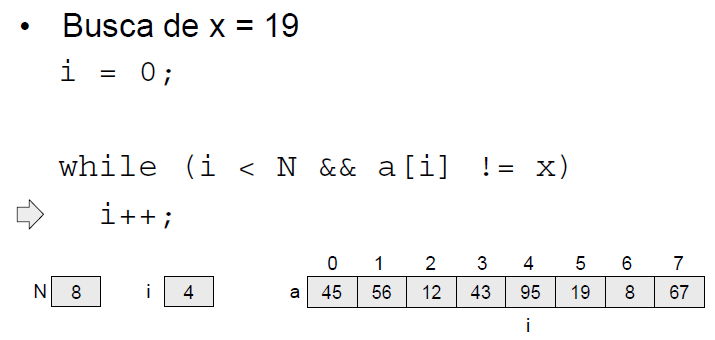 • Busca de x = 19
i = 0;
while (i < N && a[i] != x)
i++;
0 1 2 3 4 5 6 7
N 8 i 4 a 45 56 12 43 95 19 8 67
i